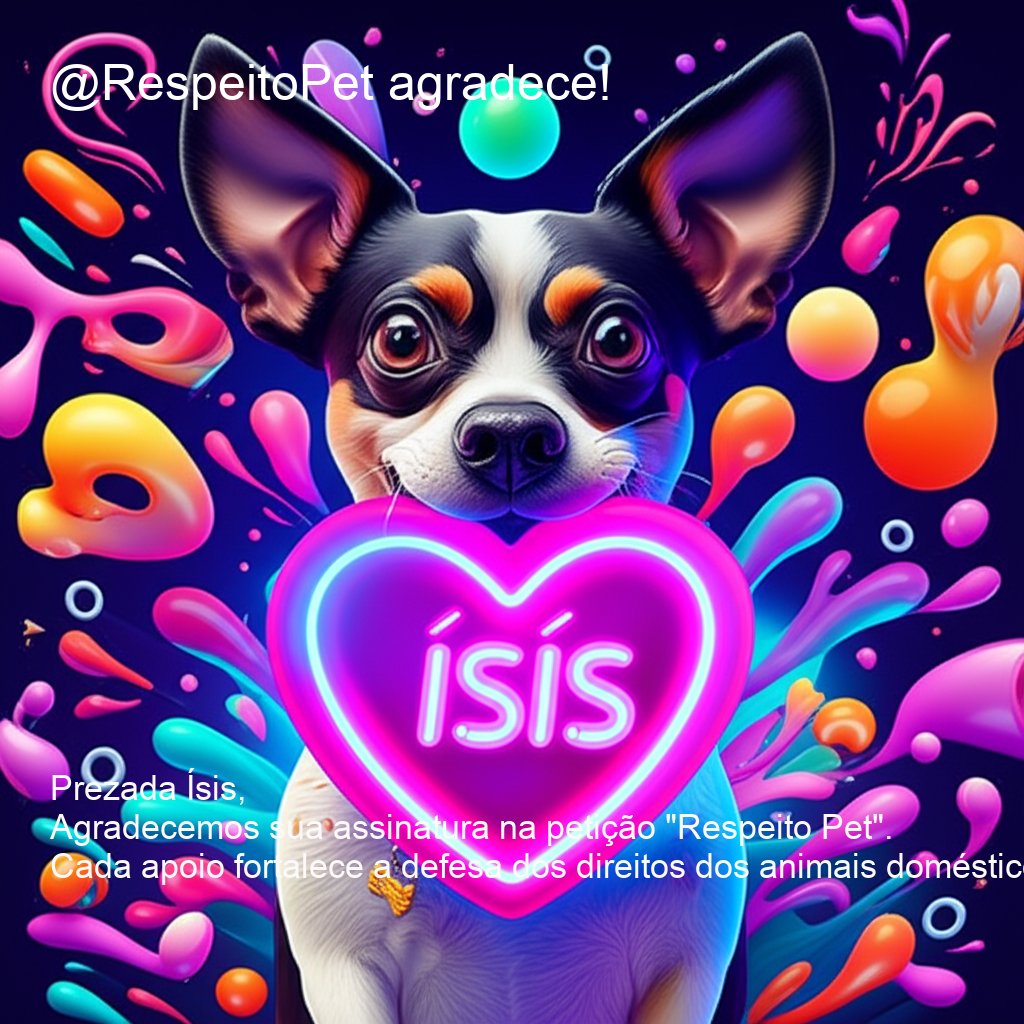 @RespeitoPet agradece!
ÍSÍS
Prezada Ísis,
Agradecemos sua assinatura na petição "Respeito Pet".
Cada apoio fortalece a defesa dos direitos dos animais doméstic